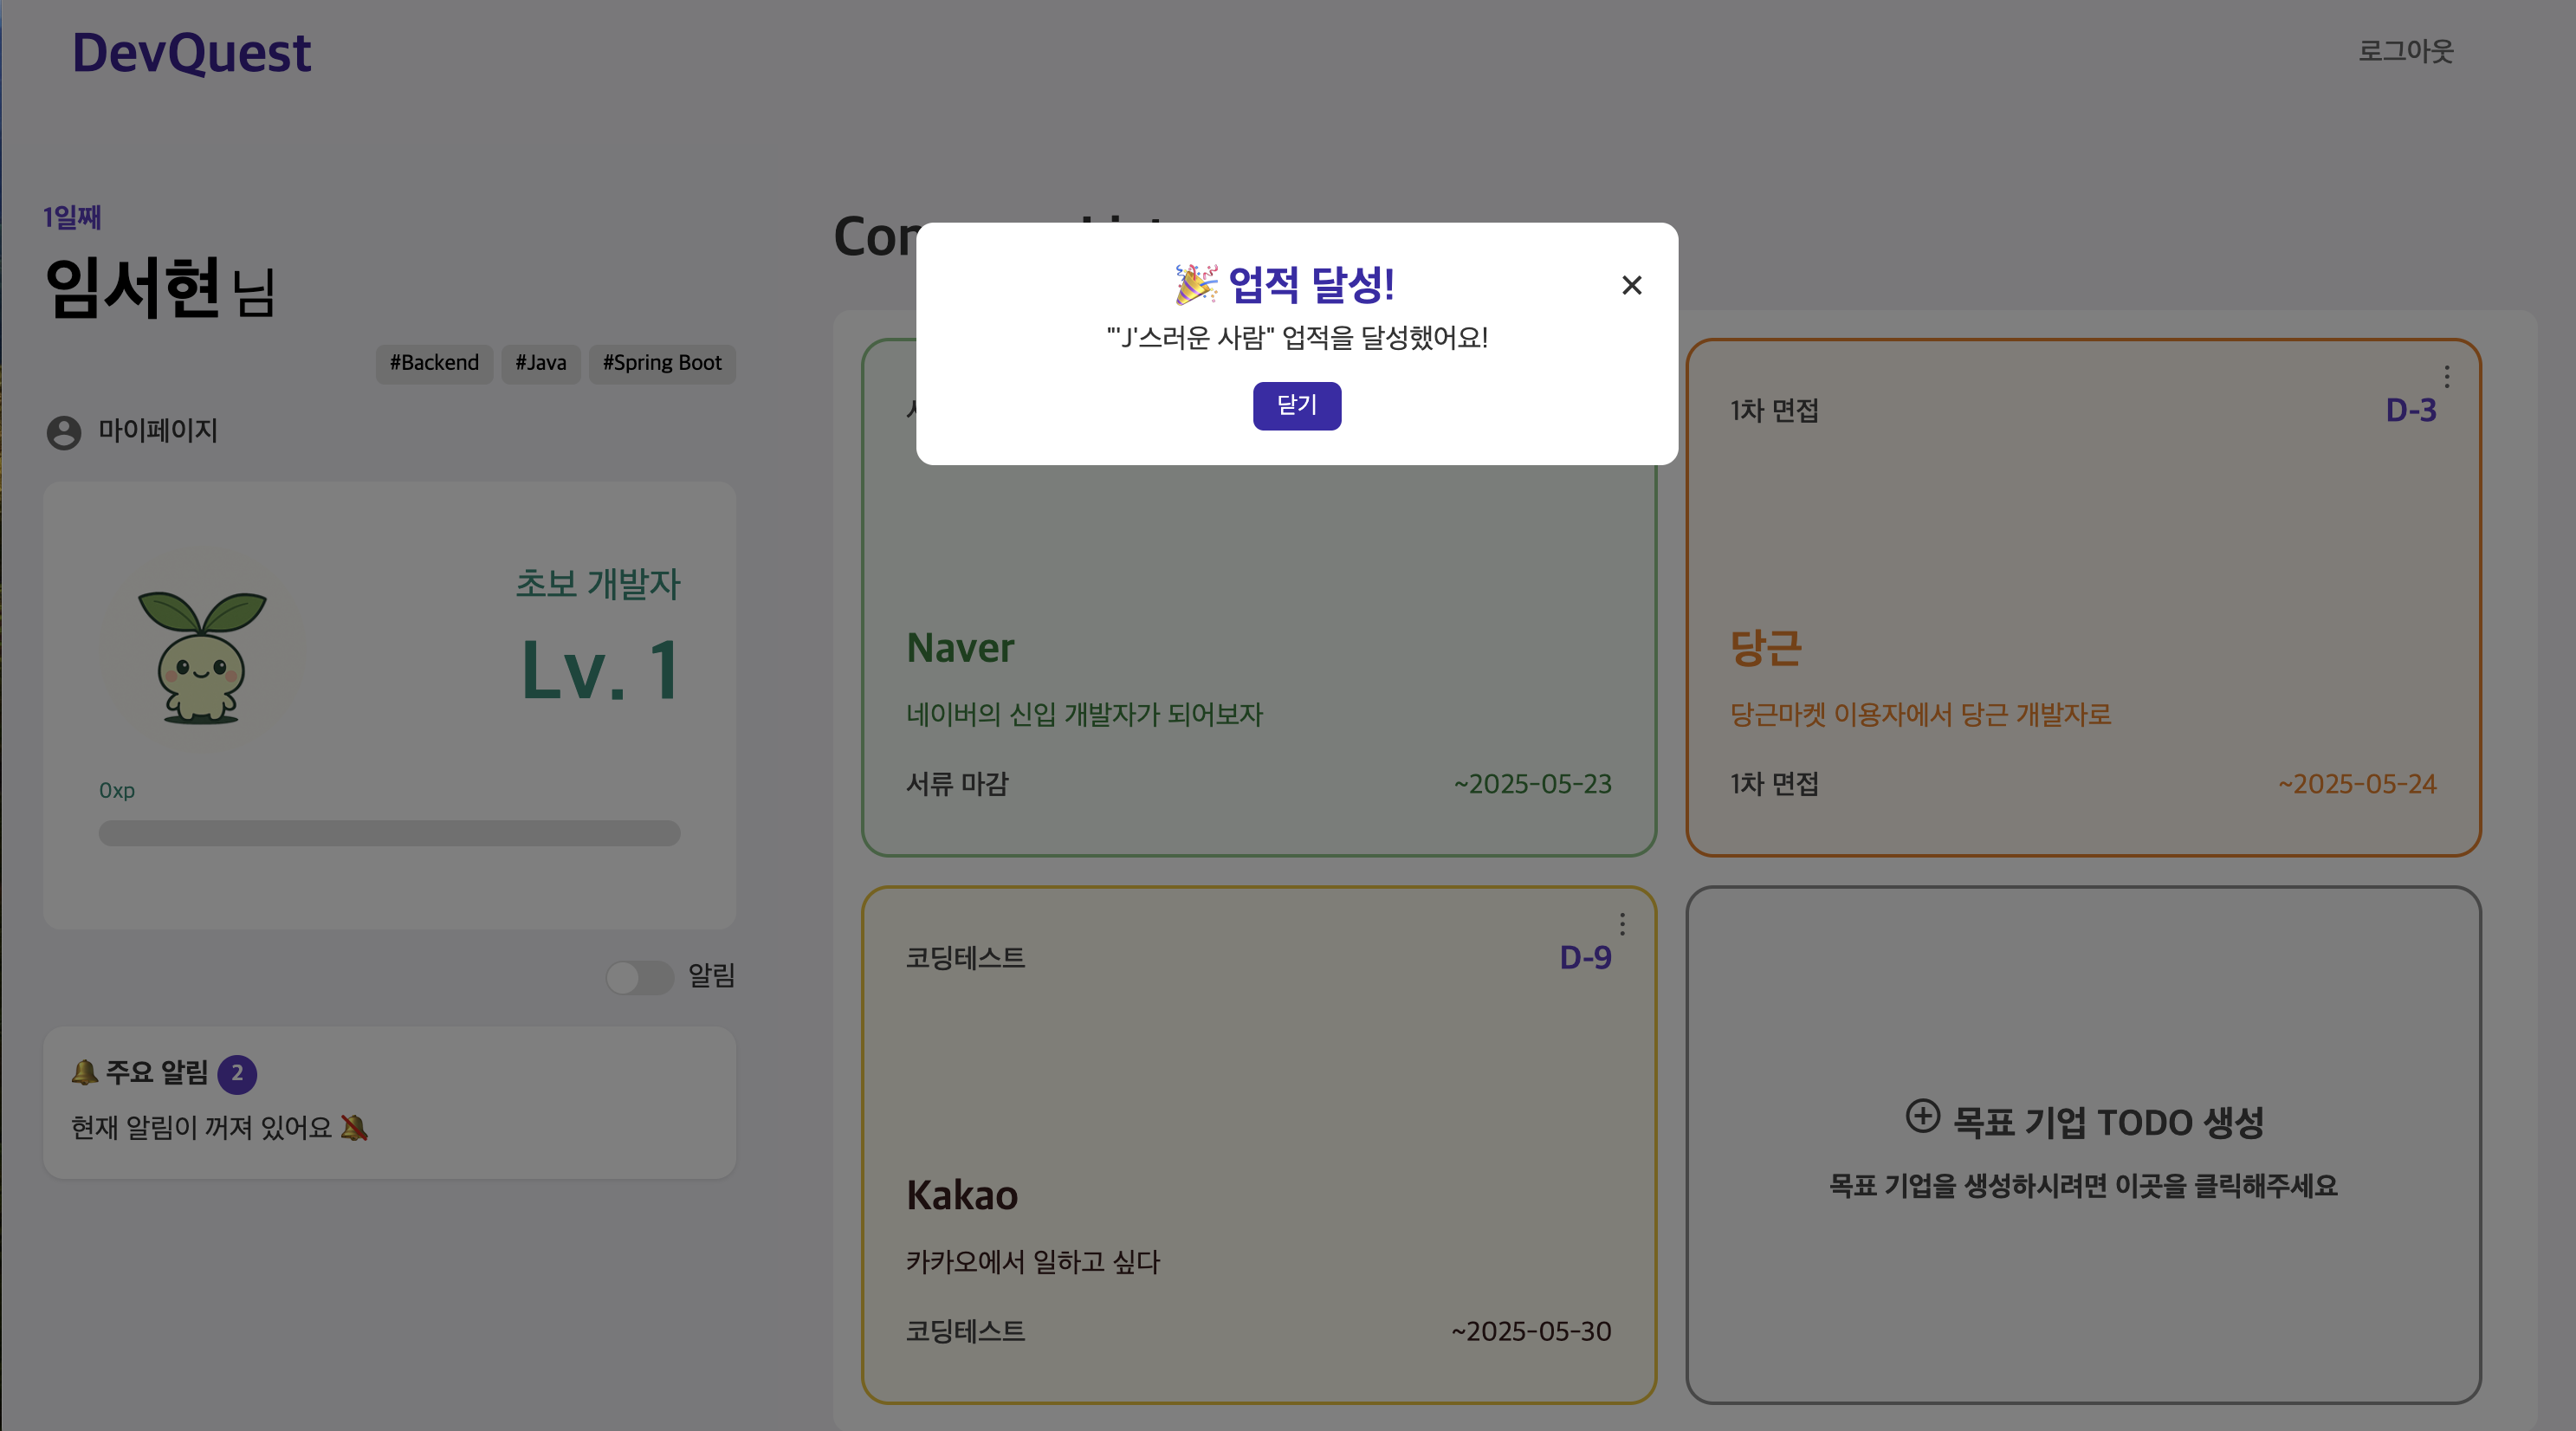 DevQuest
로그아웃
1일째
임서현 님
#Backend #Java #Spring Boot
마이페이지
초보 개발자
Lv. 1
0xp
알림
주요 알림 2
현재 알림이 꺼져 있어요
업적 달성!
"'J'스러운 사람" 업적을 달성했어요!
닫기
Naver
네이버의 신입 개발자가 되어보자
서류 마감 ~2025-05-23
1차 면접 D-3
당근
당근마켓 이용자에서 당근 개발자로
1차 면접 ~2025-05-24
코딩테스트 D-9
Kakao
카카오에서 일하고 싶다
코딩테스트 ~2025-05-30
목표 기업 TODO 생성
목표 기업을 생성하시려면 이곳을 클릭해주세요